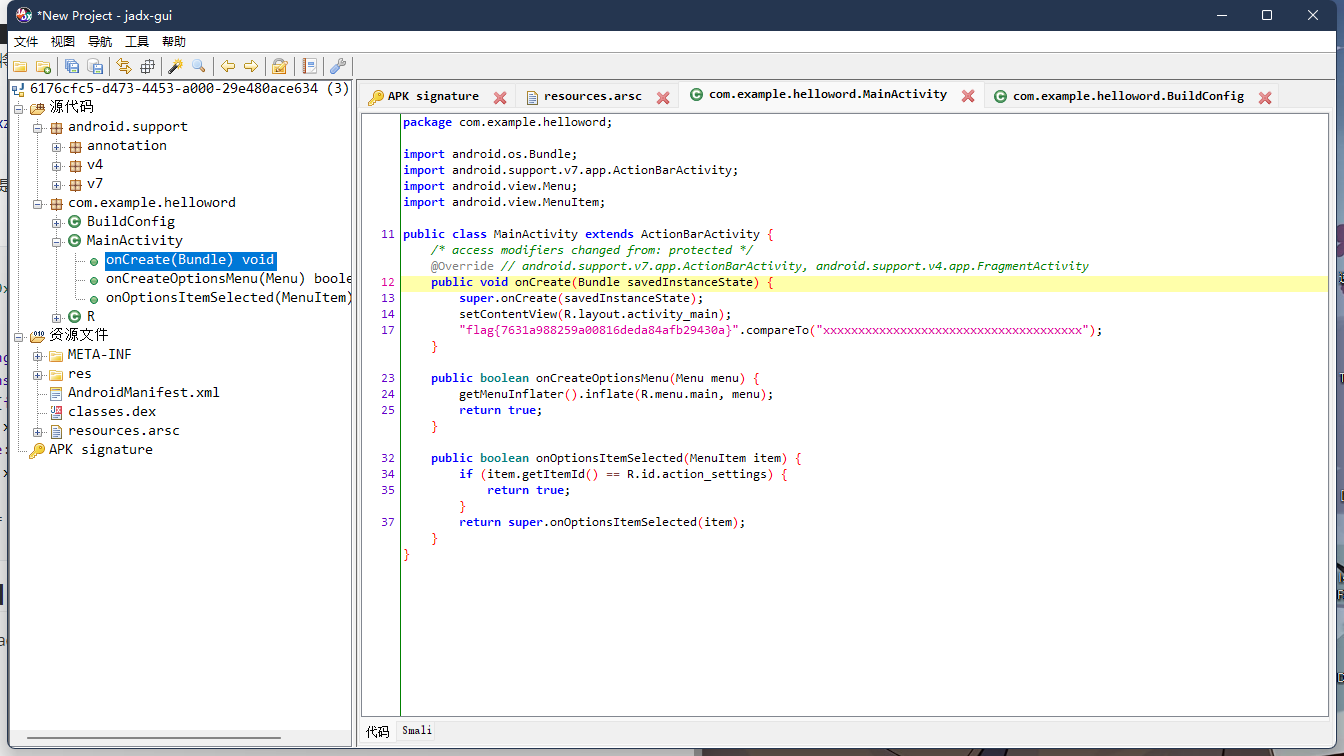 *New Project - jadx-gui
文件 视图 导航 工具 帮助
6176cfc5-d473-4453-a000-29e480ace634 (3)
源代码
android.support
annotation
v4
v7
com.example.helloword
BuildConfig
MainActivity
onCreate(Bundle) void
onCreateOptionsMenu(Menu) boole
onOptionsItemSelected(MenuItem)
R
资源文件
META-INF
res
AndroidManifest.xml
classes.dex
resources.arsc
APK signature
APK signature resources.arsc com.example.helloword.MainActivity com.example.helloword.BuildConfig
package com.example.helloword;
import android.os.Bundle;
import android.support.v7.app.ActionBarActivity;
import android.view.Menu;
import android.view.MenuItem;
11 public class MainActivity extends ActionBarActivity {
/* access modifiers changed from: protected */
@Override // android.support.v7.app.ActionBarActivity, android.support.v4.app.FragmentActivity
12 public void onCreate(Bundle savedInstanceState) {
13 super.onCreate(savedInstanceState);
14 setContentView(R.layout.activity_main);
17 "flag{7631a988259a00816deda84afb29430a}".compareTo("xxxxxxxxxxxxxxxxxxxxxxxxxxxxxxxxxxxxx");
}
23 public boolean onCreateOptionsMenu(Menu menu) {
24 getMenuInflater().inflate(R.menu.main, menu);
25 return true;
}
32 public boolean onOptionsItemSelected(MenuItem item) {
34 if (item.getItemId() == R.id.action_settings) {
35 return true;
}
37 return super.onOptionsItemSelected(item);
}
}
代码 Smali